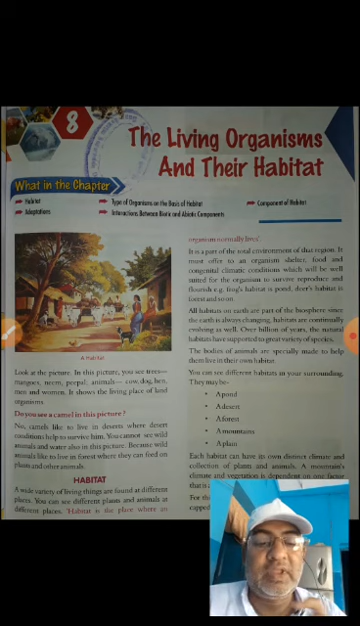 8
The Living Organisms
And Their Habitat
What in the Chapter
Habitat
Type of Organisms on the Basis of Habitat
Component of Habitat
Adaptations
Interactions Between Biotic and Abiotic Components
A Habitat
Look at the picture. In this picture, you see trees—
mangoes, neem, peepal; animals— cow, dog, hen,
men and women. It shows the living place of land
organisms.
Do you see a camel in this picture ?
No, camels like to live in deserts where desert
conditions help to survive him. You cannot see wild
animals and water also in this picture. Because wild
animals like to live in forest where they can feed on
plants and other animals.
HABITAT
A wide variety of living things are found at different
places. You can see different plants and animals at
different places. 'Habitat is the place where an
organism normally lives'.
It is a part of the total environment of that region. It
must offer to an organism shelter, food and
congenital climatic conditions which will be well
suited for the organism to survive reproduce and
flourish e.g. frog's habitat is pond, deer's habitat is
forest and so on.
All habitats on earth are part of the biosphere since
the earth is always changing, habitats are continually
evolving as well. Over billion of years, the natural
habitats have supported to great variety of species.
The bodies of animals are specially made to help
them live in their own habitat.
You can see different habitats in your surrounding.
They may be-
• A pond
• A desert
• A forest
• A mountains
• A plain
Each habitat can have its own distinct climate and
collection of plants and animals. A mountain's
climate and vegetation is dependent on one factor
that is
For th
capped